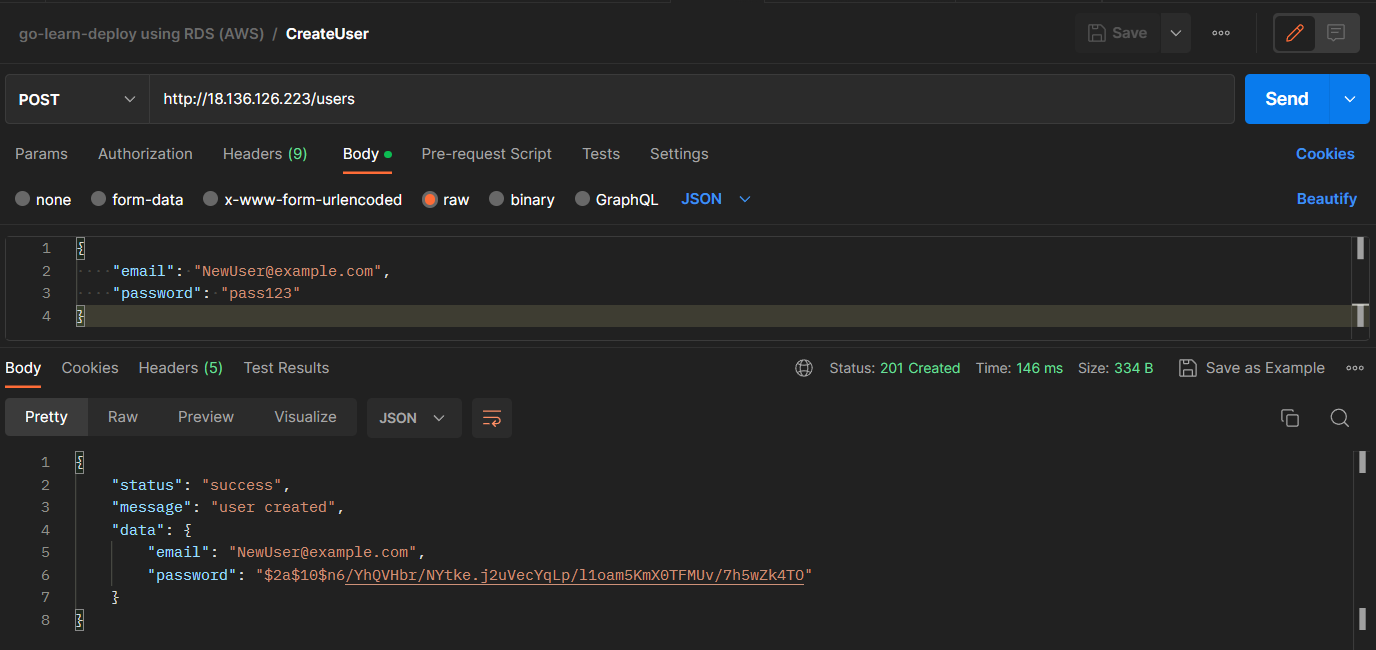 go-learn-deploy using RDS (AWS) / CreateUser
Save
POST http://18.136.126.223/users Send
Params Authorization Headers (9) Body Pre-request Script Tests Settings Cookies
none form-data x-www-form-urlencoded raw binary GraphQL JSON Beautify
1 {
2 "email": "NewUser@example.com",
3 "password": "pass123"
4 }
Body Cookies Headers (5) Test Results Status: 201 Created Time: 146 ms Size: 334 B Save as Example
Pretty Raw Preview Visualize JSON
1 {
2 "status": "success",
3 "message": "user created",
4 "data": {
5 "email": "NewUser@example.com",
6 "password": "$2a$10$n6/YhQVHbr/NYtke.j2uVecYqLp/l1oam5KmX0TFMUv/7h5wZk4TO"
7 }
8 }